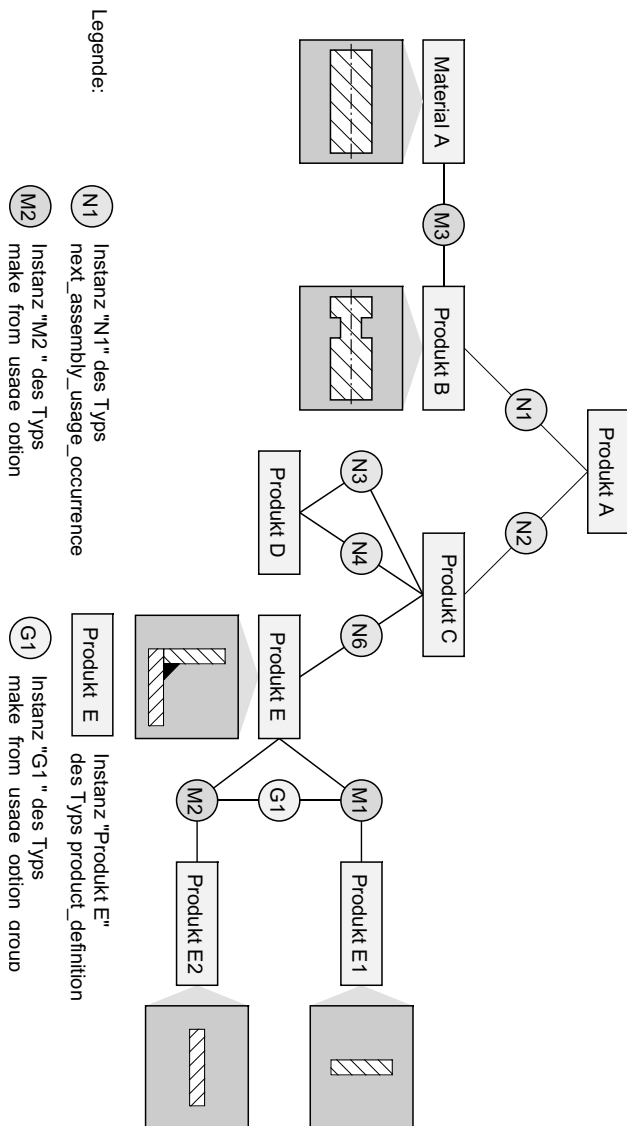 Produkt A
N1
N2
Material A
M3
Produkt B
Produkt C
N3
N4
N6
Produkt D
Produkt E
M1
G1
M2
Produkt E1
Produkt E2
Legende:
N1
Instanz "N1" des Typs
next_assembly_usage_occurrence
M2
Instanz "M2 " des Typs
make from usage option
Produkt E
Instanz "Produkt E"
des Typs product_definition
G1
Instanz "G1 " des Typs
make from usage option group